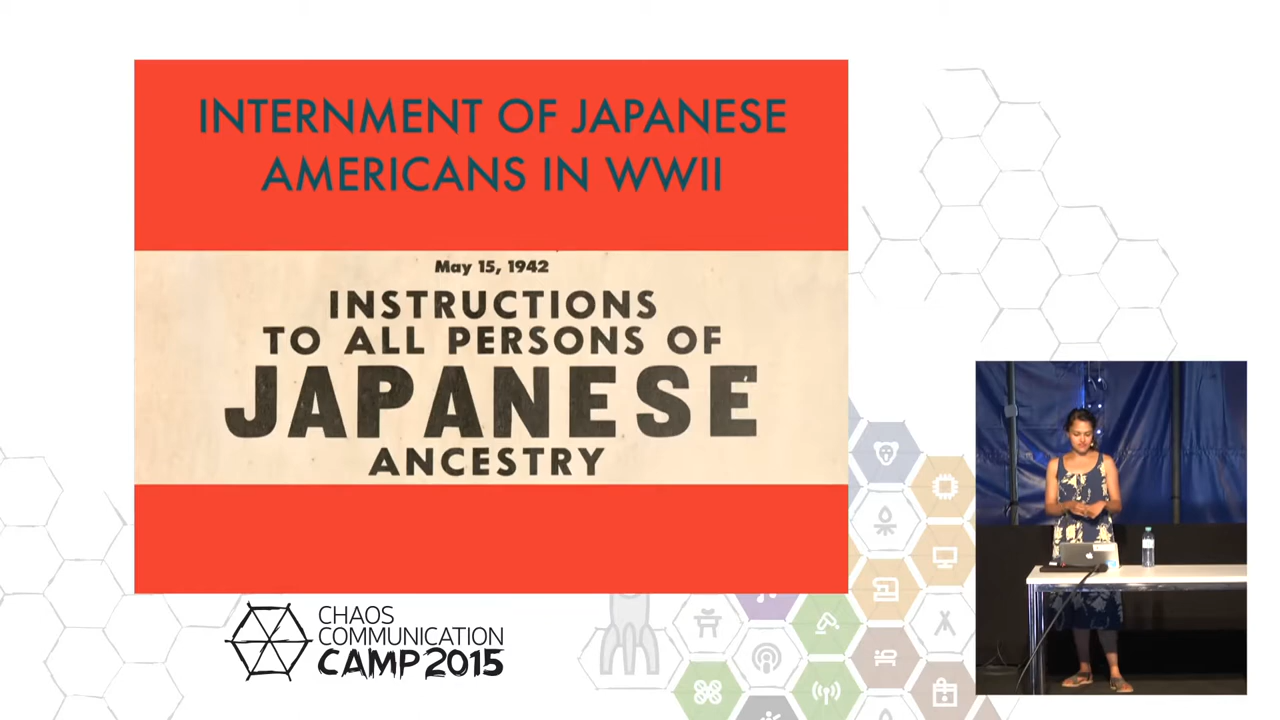 INTERNMENT OF JAPANESE
AMERICANS IN WWII
May 15, 1942
INSTRUCTIONS
TO ALL PERSONS OF
JAPANESE
ANCESTRY
CHAOS
COMMUNICATION
CAMP 2015